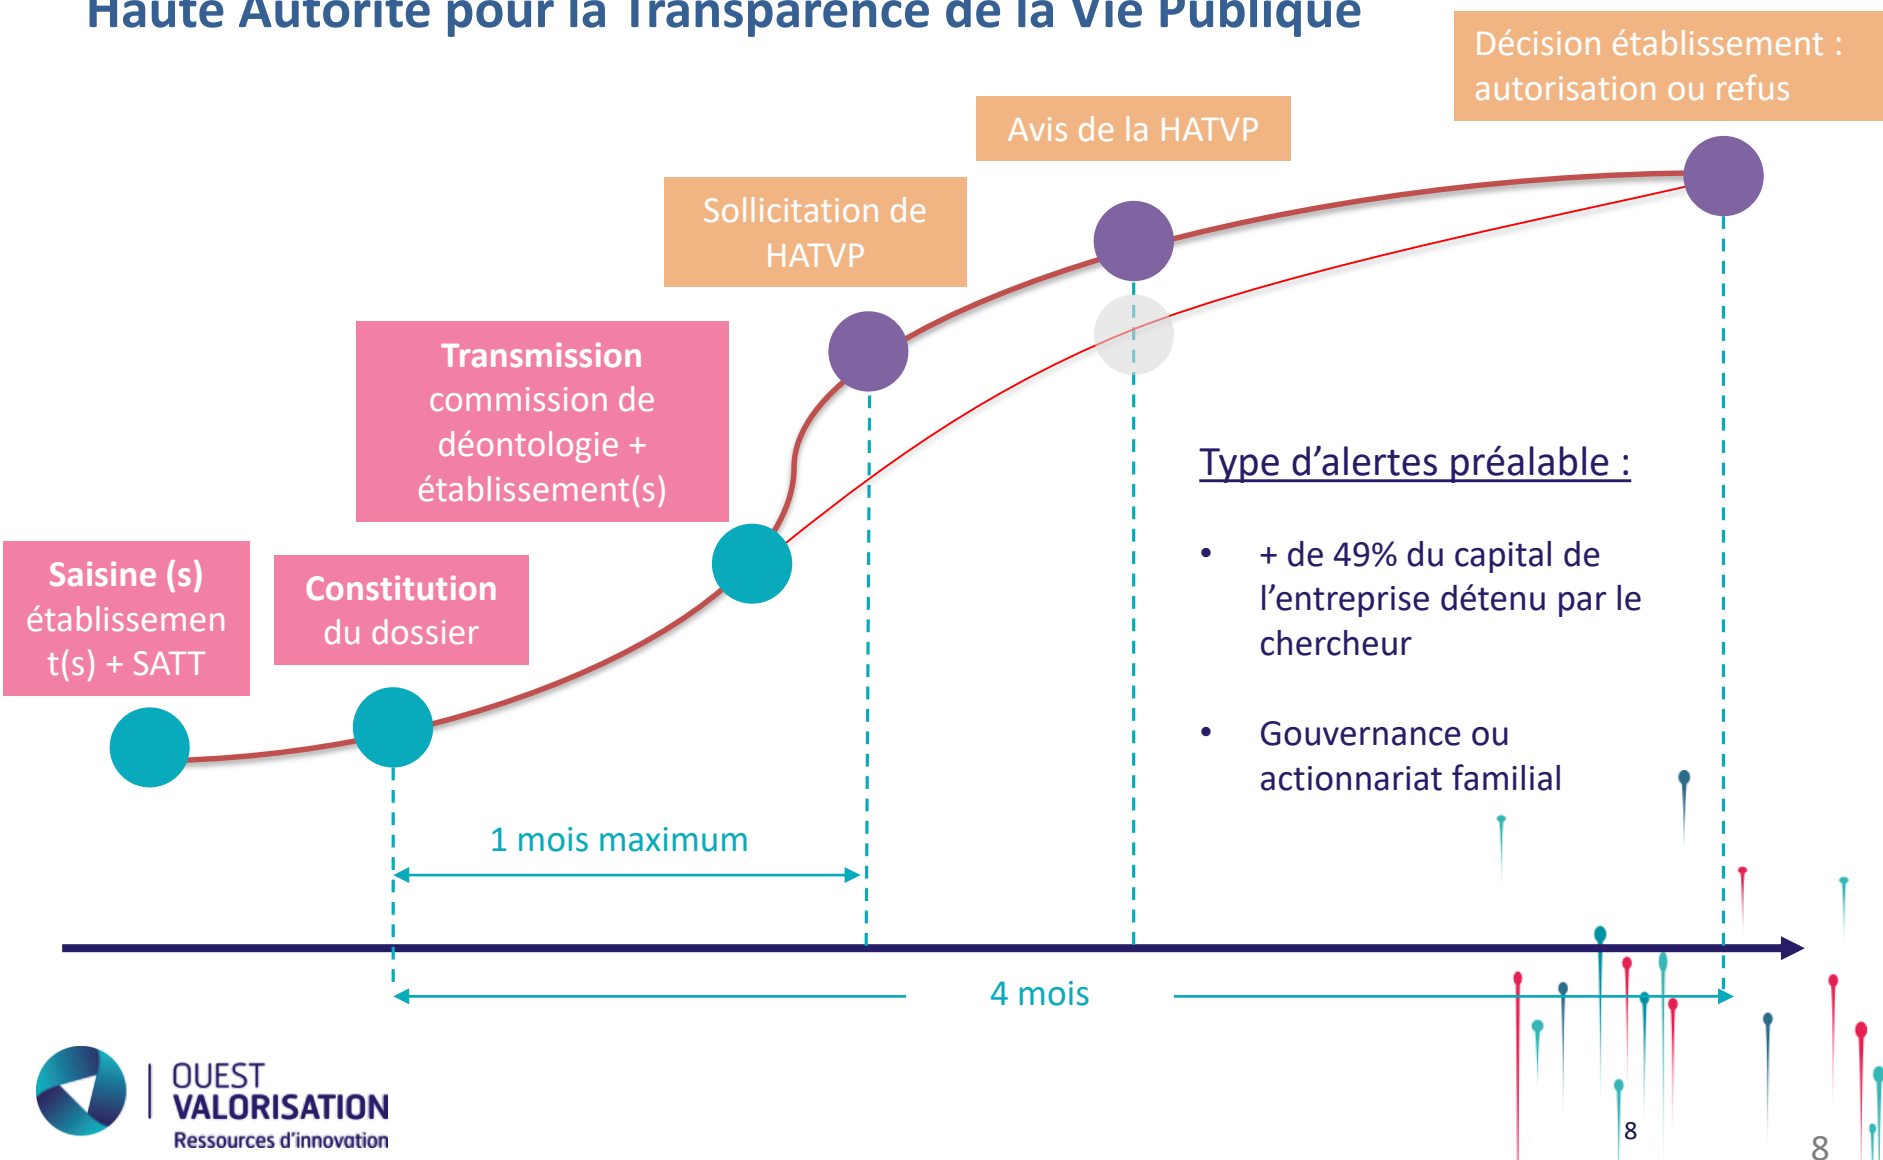 Haute Autorité pour la Transparence de la Vie Publique
Décision établissement :
autorisation ou refus
Avis de la HATVP
Sollicitation de
HATVP
Transmission
commission de
déontologie +
établissement(s)
Saisine (s)
établissemen
t(s) + SATT
Constitution
du dossier
Type d’alertes préalable :
• + de 49% du capital de
l’entreprise détenu par le
chercheur
• Gouvernance ou
actionnariat familial
1 mois maximum
4 mois
OUEST
VALORISATION
Ressources d’innovation
8
8